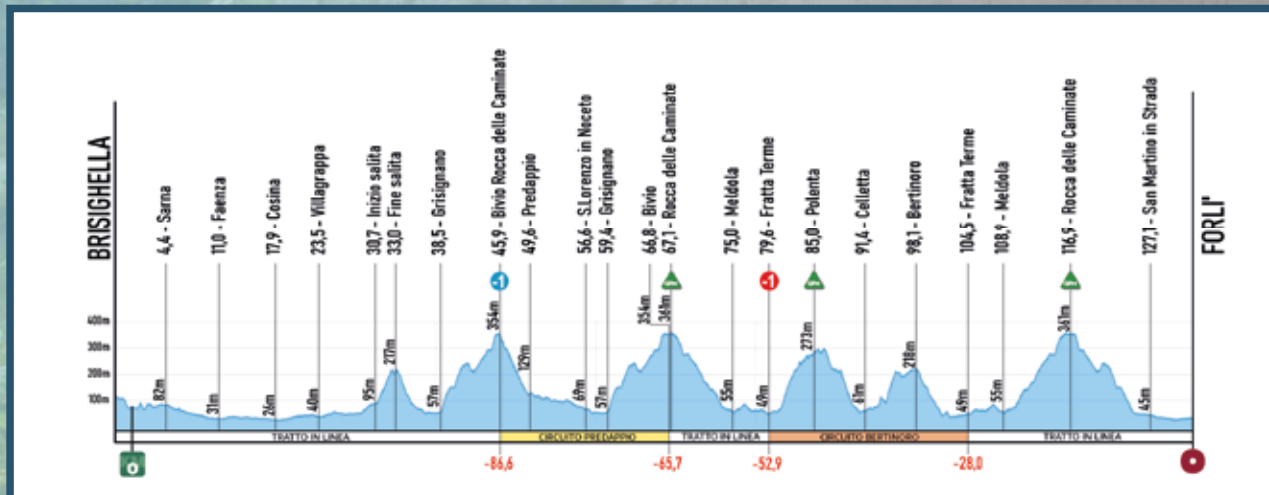 BRISIGHELLA
4,4 - Sarna
11,0 - Faenza
17,9 - Cosina
23,5 - Villagrappa
30,7 - Inizio salita
33,0 - Fine salita
38,5 - Grisignano
45,9 - Bivio Rocca delle Caminate
49,6 - Predappio
56,6 - S.Lorenzo in Noceto
59,4 - Grisignano
66,8 - Bivio
67,1 - Rocca delle Caminate
75,0 - Meldola
79,6 - Fratta Terme
85,0 - Polenta
91,4 - Celletta
98,1 - Bertinoro
104,5 - Fratta Terme
108,9 - Meldola
116,9 - Rocca delle Caminate
127,1 - San Martino in Strada
FORLI'
-1
-1
400m
300m
200m
100m
82m
31m
26m
40m
95m
217m
57m
354m
129m
69m
57m
354m
361m
55m
49m
273m
61m
218m
49m
55m
361m
45m
TRATTO IN LINEA
CIRCUITO PREDAPPIO
TRATTO IN LINEA
CIRCUITO BERTINORO
TRATTO IN LINEA
0
-86,6
-65,7
-52,9
-28,0